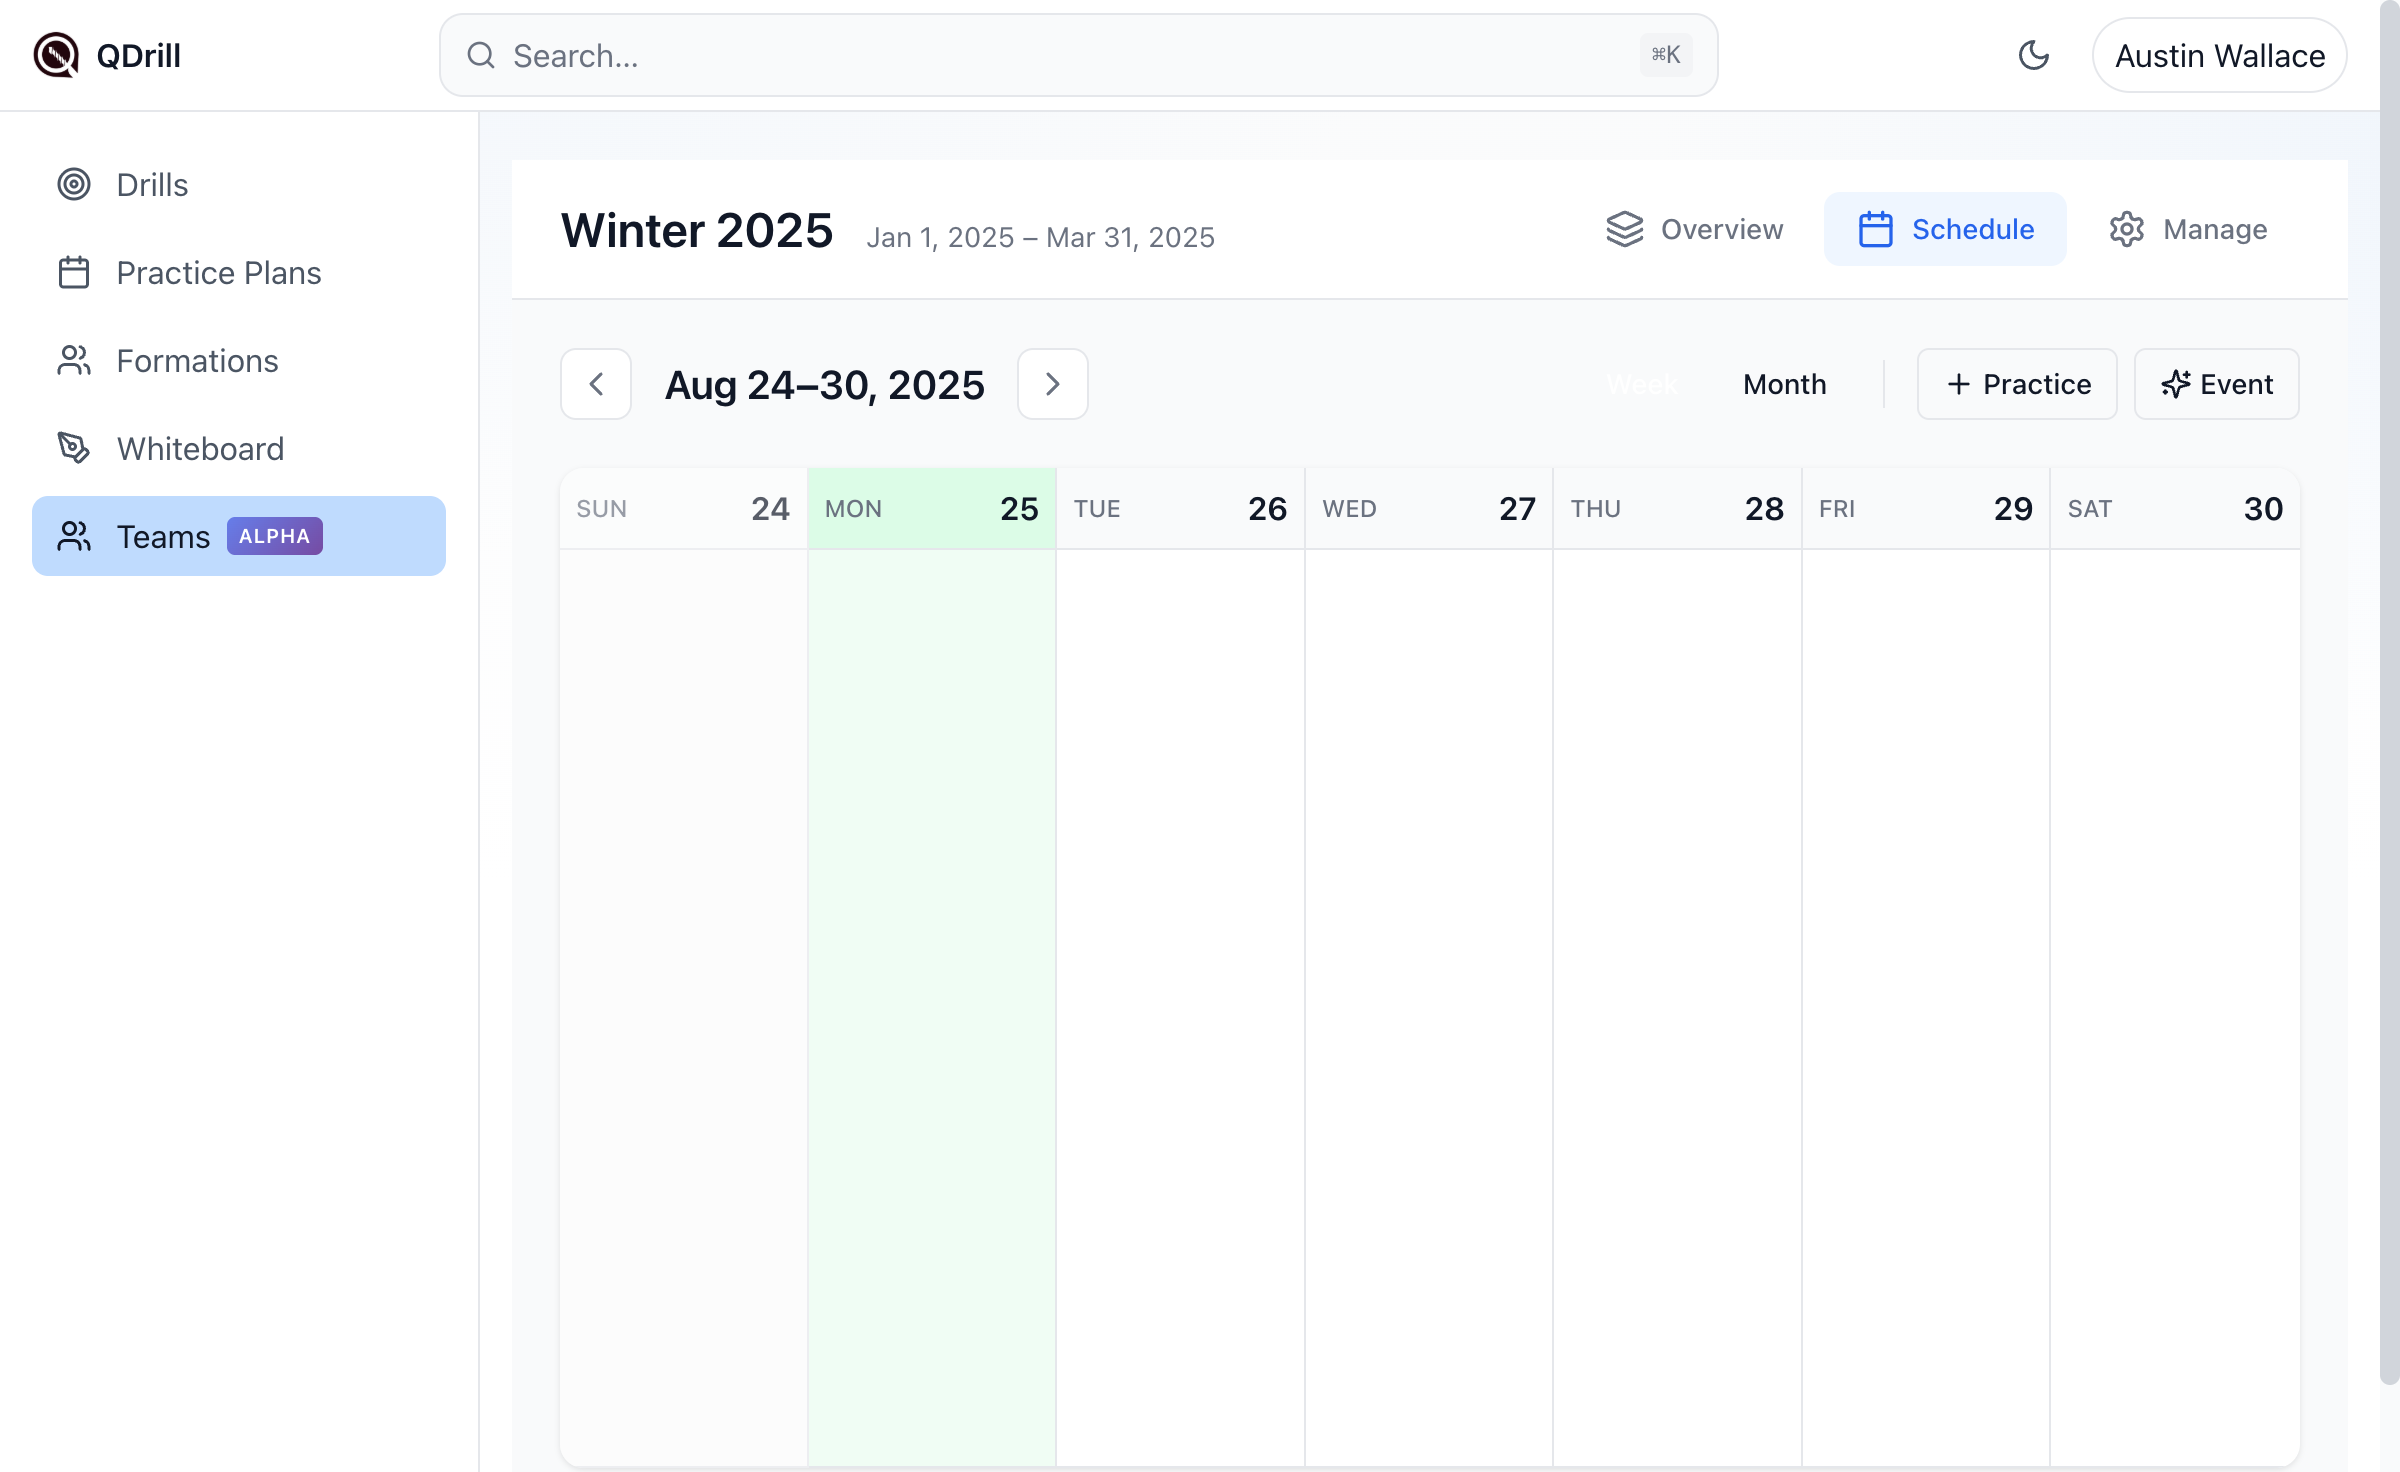 QDrill
Search...
⌘K
Austin Wallace
Drills
Practice Plans
Formations
Whiteboard
Teams ALPHA
Winter 2025 Jan 1, 2025 – Mar 31, 2025
Overview
Schedule
Manage
Aug 24–30, 2025
Week
Month
+ Practice
Event
SUN 24
MON 25
TUE 26
WED 27
THU 28
FRI 29
SAT 30